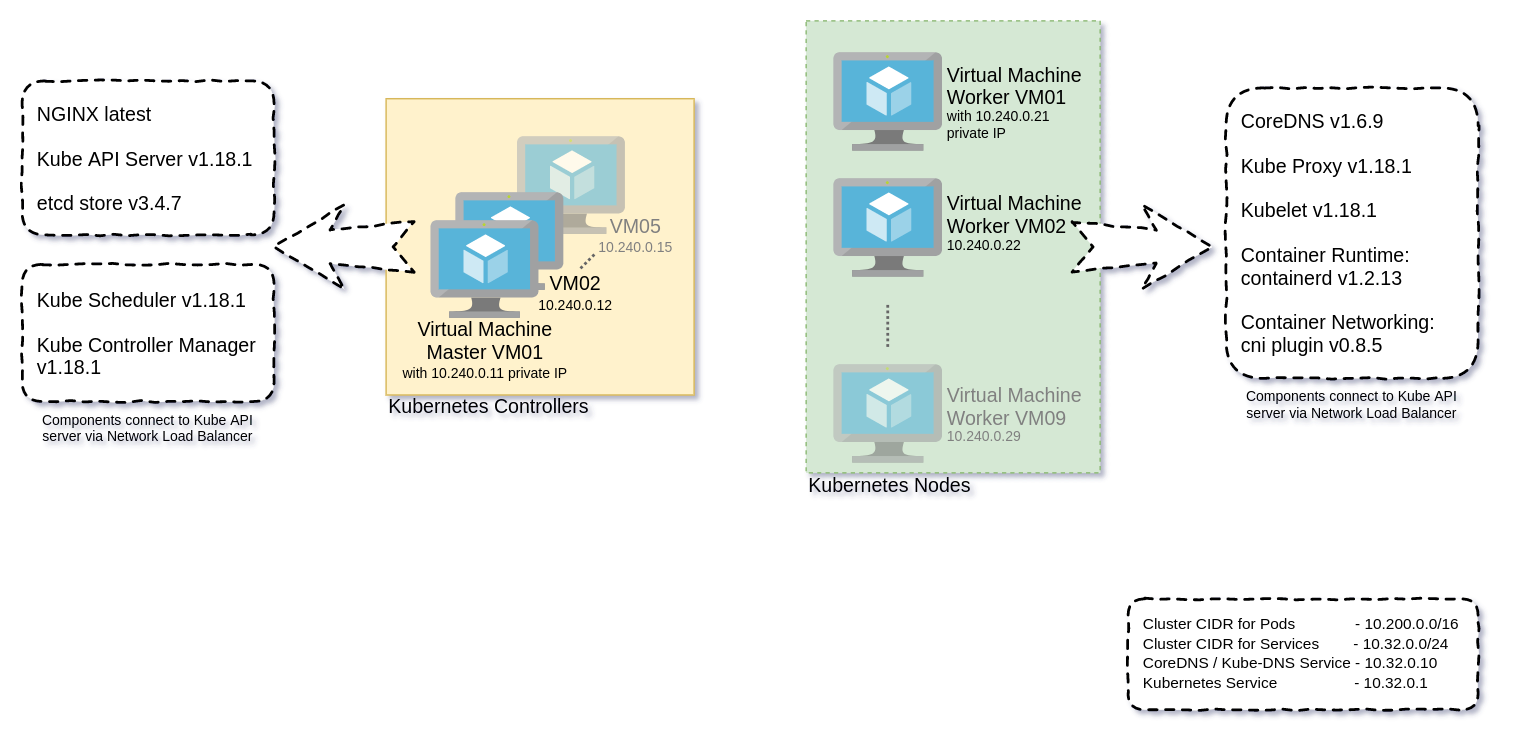 NGINX latest
Kube API Server v1.18.1
etcd store v3.4.7
Kube Scheduler v1.18.1
Kube Controller Manager
v1.18.1
Components connect to Kube API
server via Network Load Balancer
VM05
10.240.0.15
VM02
10.240.0.12
Virtual Machine
Master VM01
with 10.240.0.11 private IP
Kubernetes Controllers
Virtual Machine
Worker VM01
with 10.240.0.21
private IP
Virtual Machine
Worker VM02
10.240.0.22
Virtual Machine
Worker VM09
10.240.0.29
Kubernetes Nodes
CoreDNS v1.6.9
Kube Proxy v1.18.1
Kubelet v1.18.1
Container Runtime:
containerd v1.2.13
Container Networking:
cni plugin v0.8.5
Components connect to Kube API
server via Network Load Balancer
Cluster CIDR for Pods - 10.200.0.0/16
Cluster CIDR for Services - 10.32.0.0/24
CoreDNS / Kube-DNS Service - 10.32.0.10
Kubernetes Service - 10.32.0.1